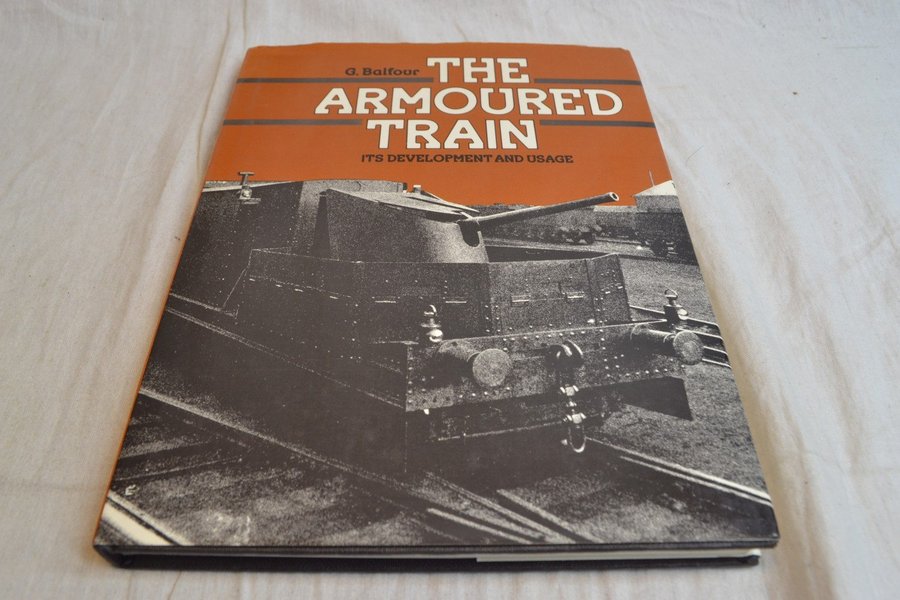 G. Balfour
THE
ARMOURED
TRAIN
ITS DEVELOPMENT AND USAGE